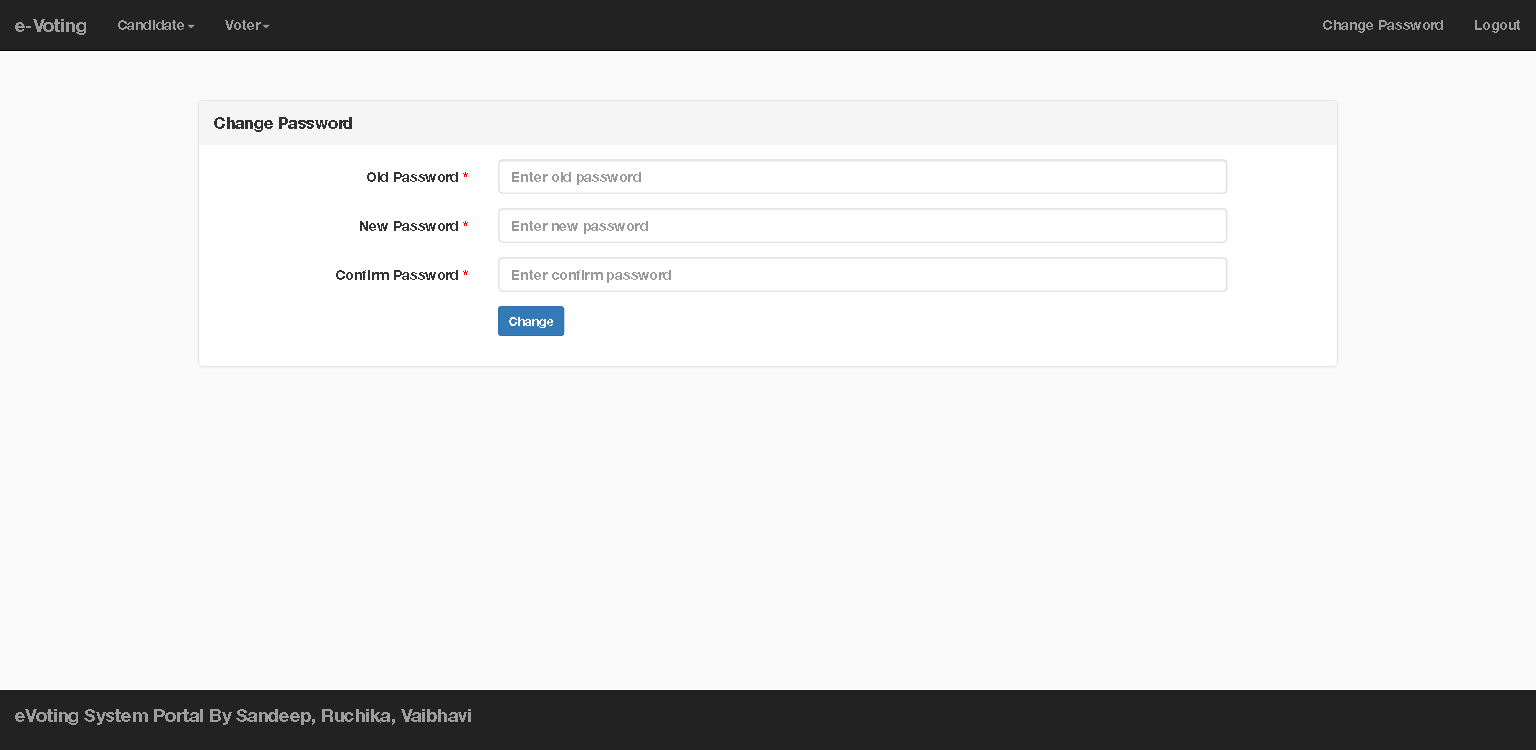 e-Voting Candidate Voter Change Password Logout
Change Password
Old Password * Enter old password
New Password * Enter new password
Confirm Password * Enter confirm password
Change
eVoting System Portal By Sandeep, Ruchika, Vaibhavi